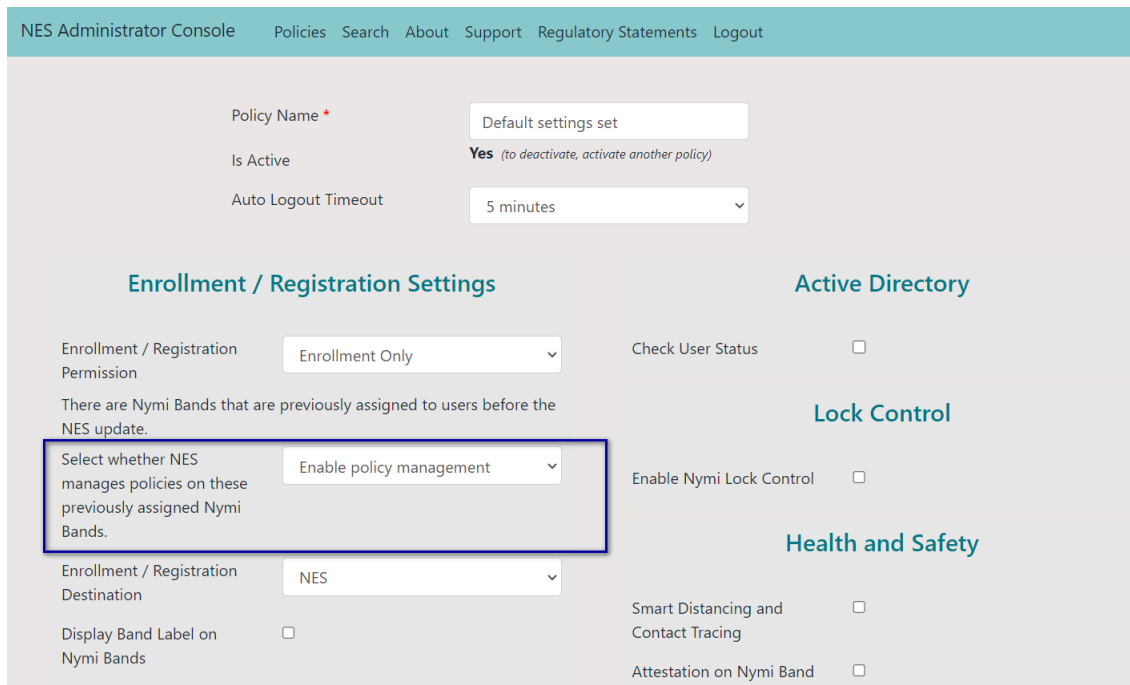 NES Administrator Console Policies Search About Support Regulatory Statements Logout
Policy Name *
Default settings set
Is Active
Yes (to deactivate, activate another policy)
Auto Logout Timeout
5 minutes
Enrollment / Registration Settings
Enrollment / Registration
Permission
Enrollment Only
There are Nymi Bands that are previously assigned to users before the
NES update.
Select whether NES
manages policies on these
previously assigned Nymi
Bands.
Enable policy management
Enrollment / Registration
Destination
NES
Display Band Label on
Nymi Bands
Active Directory
Check User Status
Lock Control
Enable Nymi Lock Control
Health and Safety
Smart Distancing and
Contact Tracing
Attestation on Nymi Band